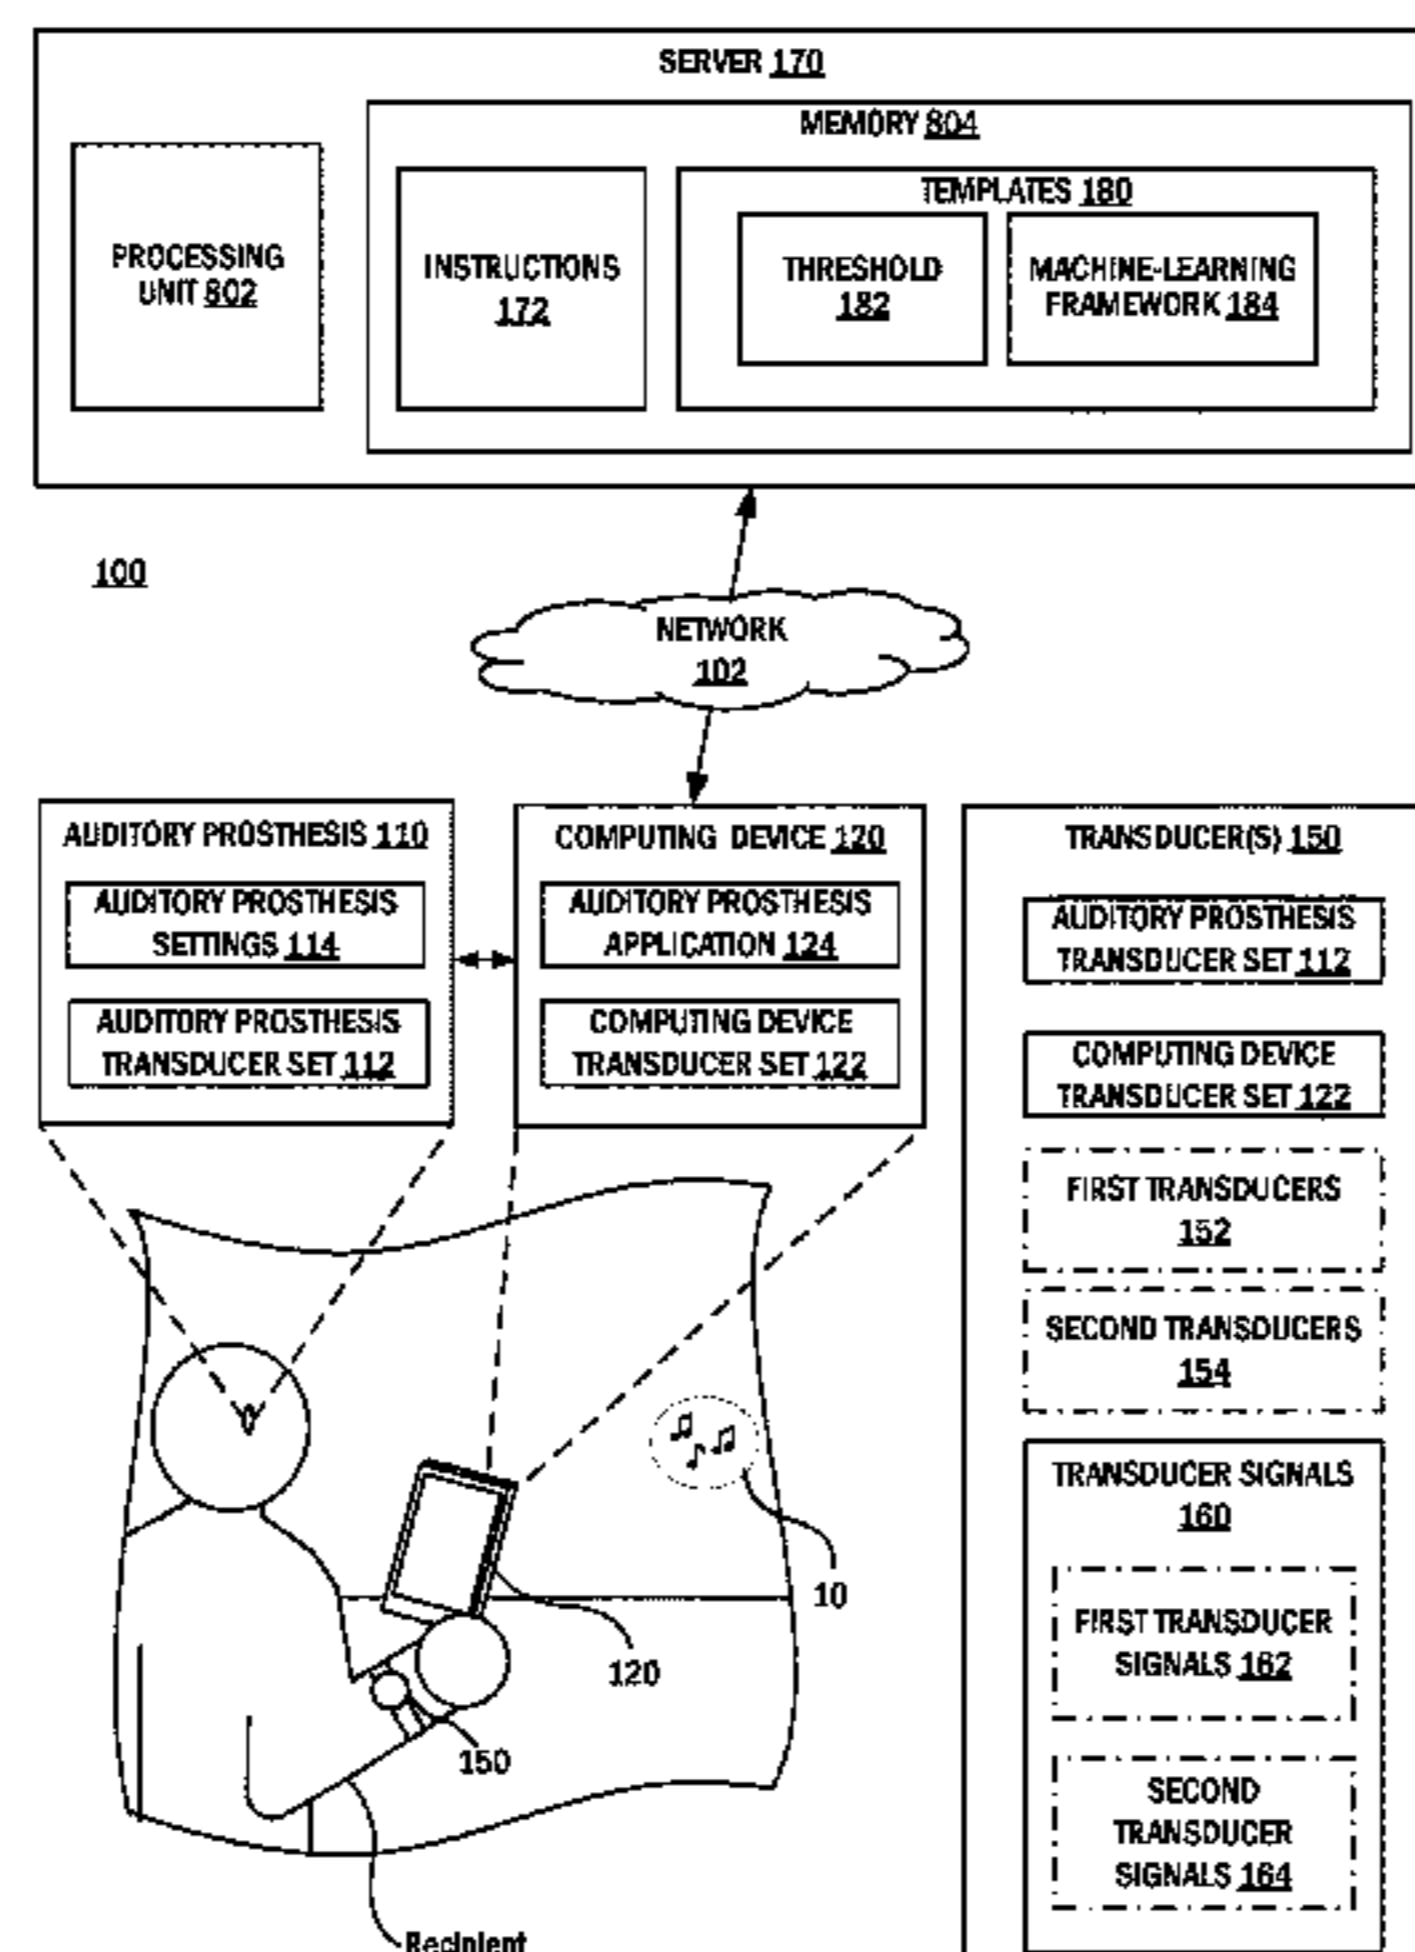 SERVER 170
MEMORY 804
PROCESSING
UNIT 802
INSTRUCTIONS
172
TEMPLATES 180
THRESHOLD
182
MACHINE-LEARNING
FRAMEWORK 184
100
NETWORK
102
AUDITORY PROSTHESIS 110
AUDITORY PROSTHESIS
SETTINGS 114
AUDITORY PROSTHESIS
TRANSDUCER SET 112
COMPUTING DEVICE 120
AUDITORY PROSTHESIS
APPLICATION 124
COMPUTING DEVICE
TRANSDUCER SET 122
TRANSDUCER(S) 150
AUDITORY PROSTHESIS
TRANSDUCER SET 112
COMPUTING DEVICE
TRANSDUCER SET 122
FIRST TRANSDUCERS
152
SECOND TRANSDUCERS
154
TRANSDUCER SIGNALS
160
FIRST TRANSDUCER
SIGNALS 162
SECOND
TRANSDUCER
SIGNALS 164
10
120
150
Recipient